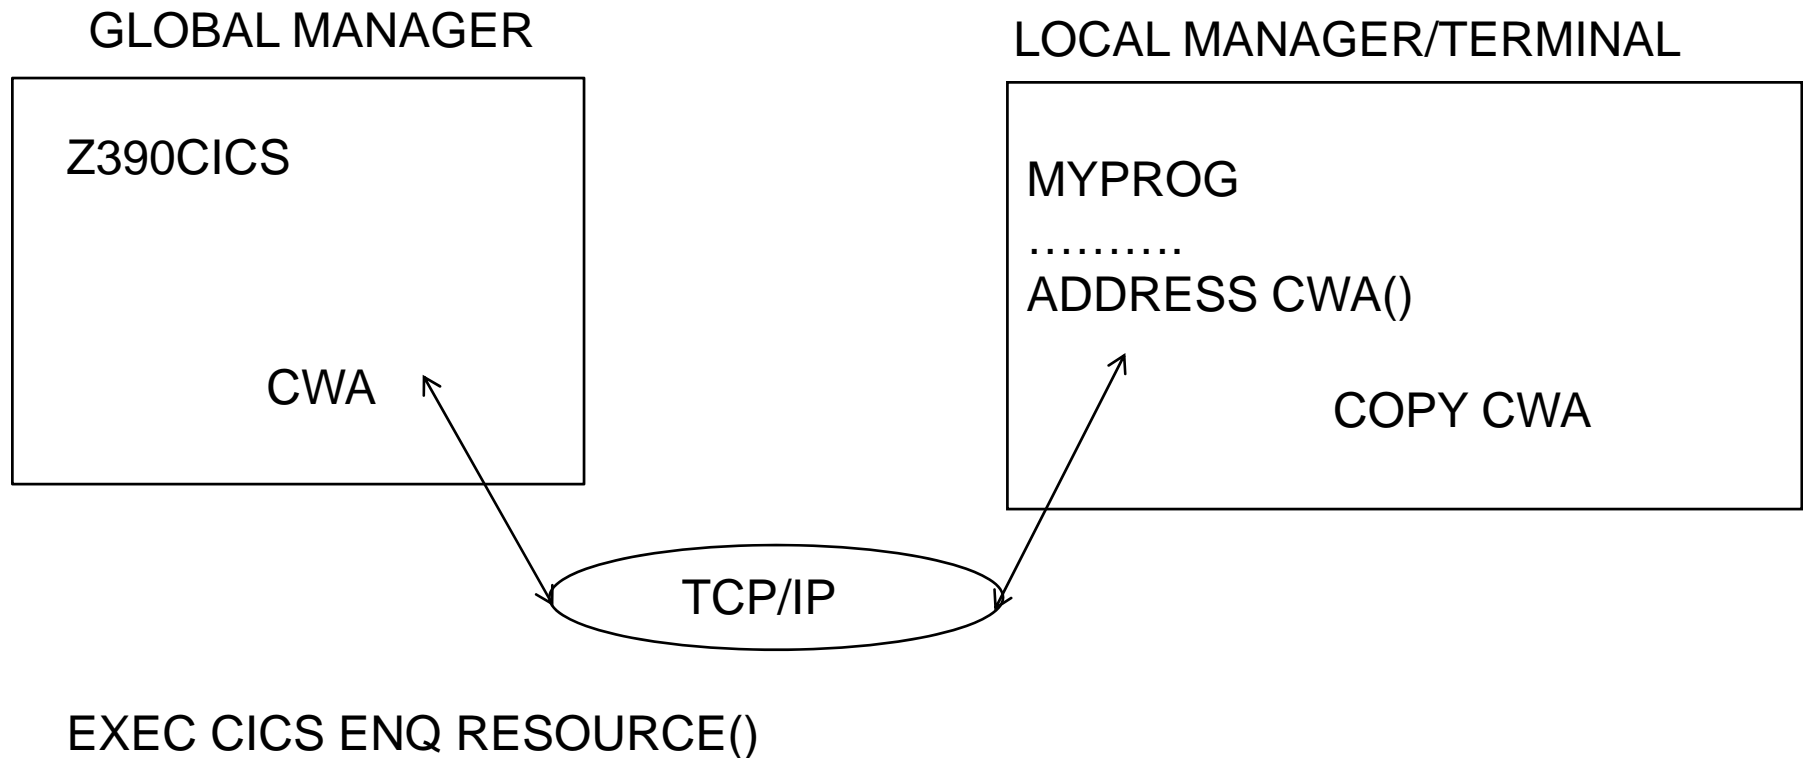 GLOBAL MANAGER
LOCAL MANAGER/TERMINAL
Z390CICS
CWA
MYPROG
……….
ADDRESS CWA()
COPY CWA
TCP/IP
EXEC CICS ENQ RESOURCE()